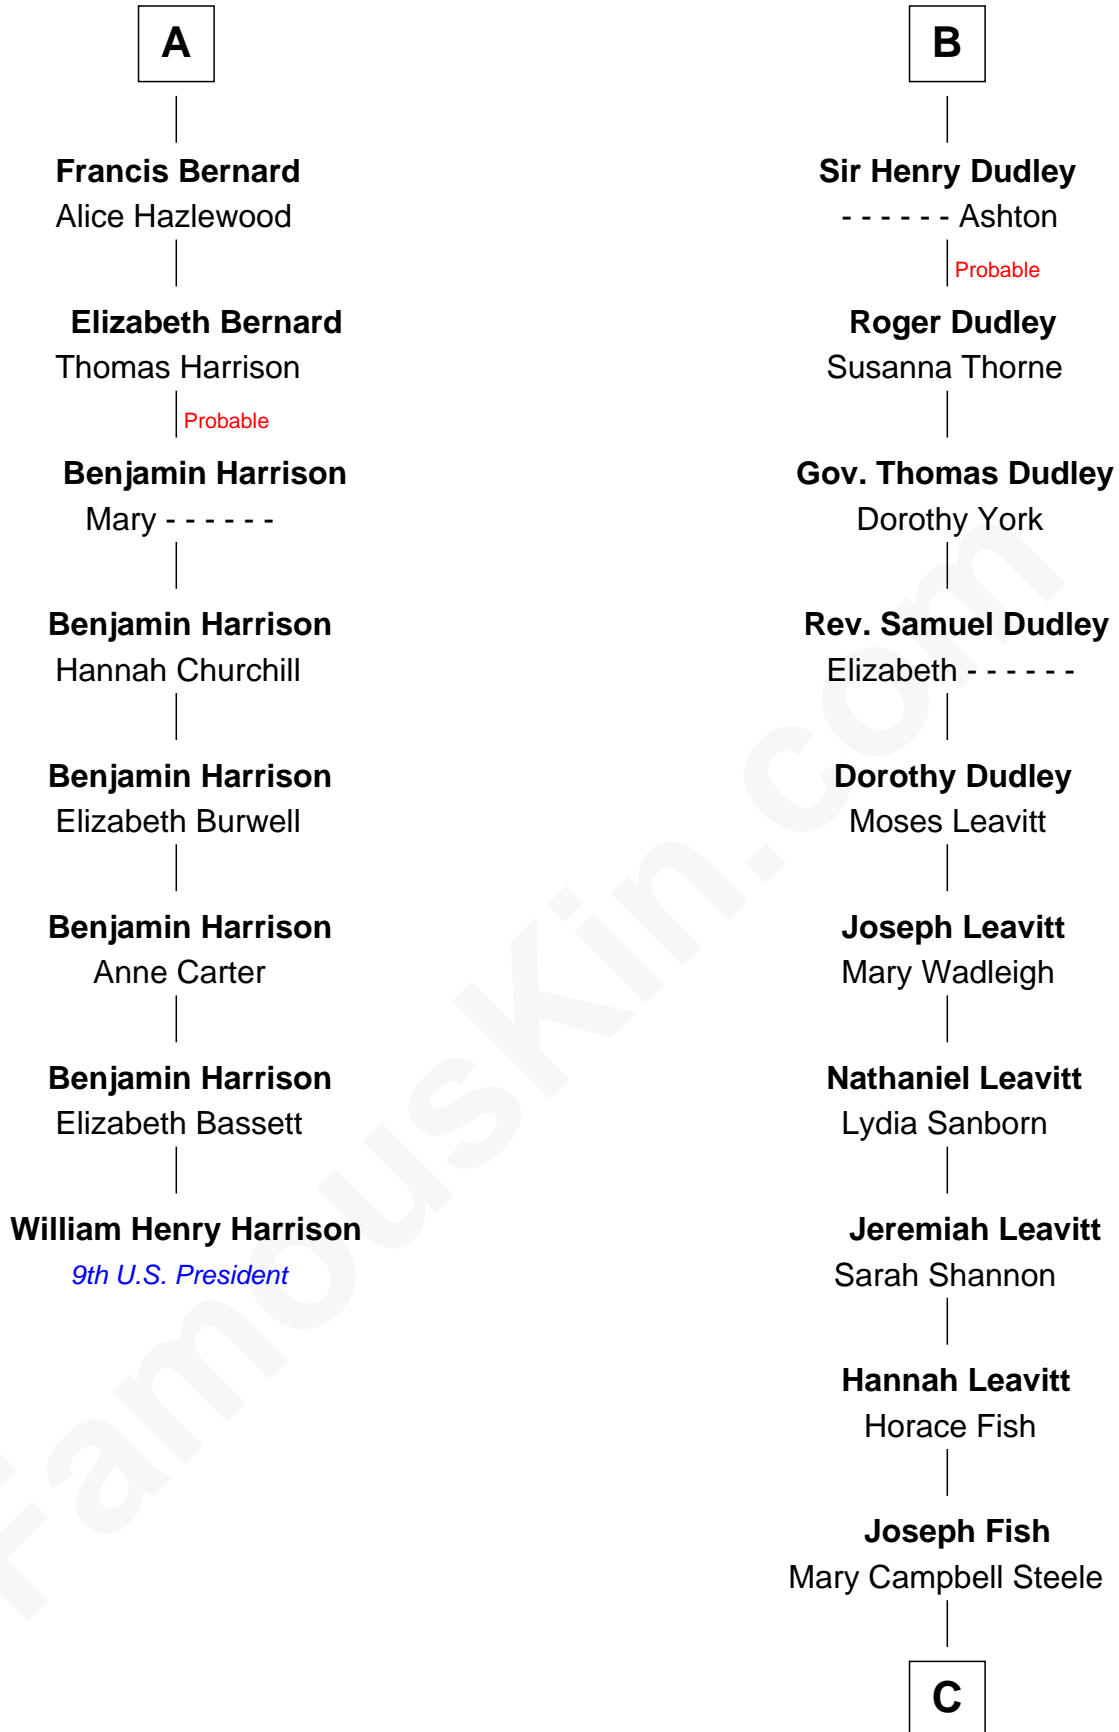 A
Francis Bernard
Alice Hazlewood
Elizabeth Bernard
Thomas Harrison
Probable
Benjamin Harrison
Mary - - - - - -
Benjamin Harrison
Hannah Churchill
Benjamin Harrison
Elizabeth Burwell
Benjamin Harrison
Anne Carter
Benjamin Harrison
Elizabeth Bassett
William Henry Harrison
9th U.S. President
B
Sir Henry Dudley
- - - - - - Ashton
Probable
Roger Dudley
Susanna Thorne
Gov. Thomas Dudley
Dorothy York
Rev. Samuel Dudley
Elizabeth - - - - - -
Dorothy Dudley
Moses Leavitt
Joseph Leavitt
Mary Wadleigh
Nathaniel Leavitt
Lydia Sanborn
Jeremiah Leavitt
Sarah Shannon
Hannah Leavitt
Horace Fish
Joseph Fish
Mary Campbell Steele
C
FamousKin.com